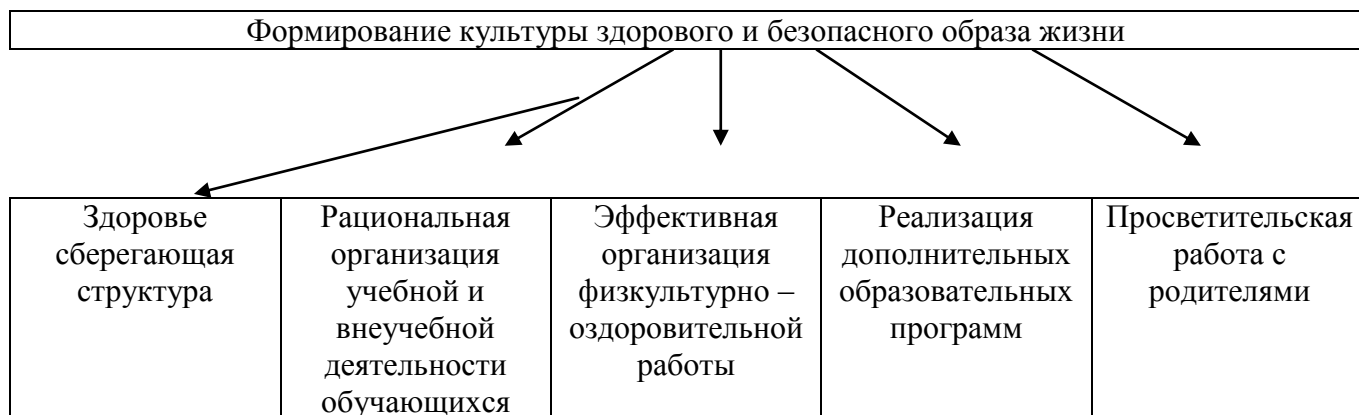 Формирование культуры здорового и безопасного образа жизни
Здоровье
сберегающая
структура
Рациональная
организация
учебной и
внеучебной
деятельности
обучающихся
Эффективная
организация
физкультурно –
оздоровительной
работы
Реализация
дополнительных
образовательных
программ
Просветительская
работа с
родителями